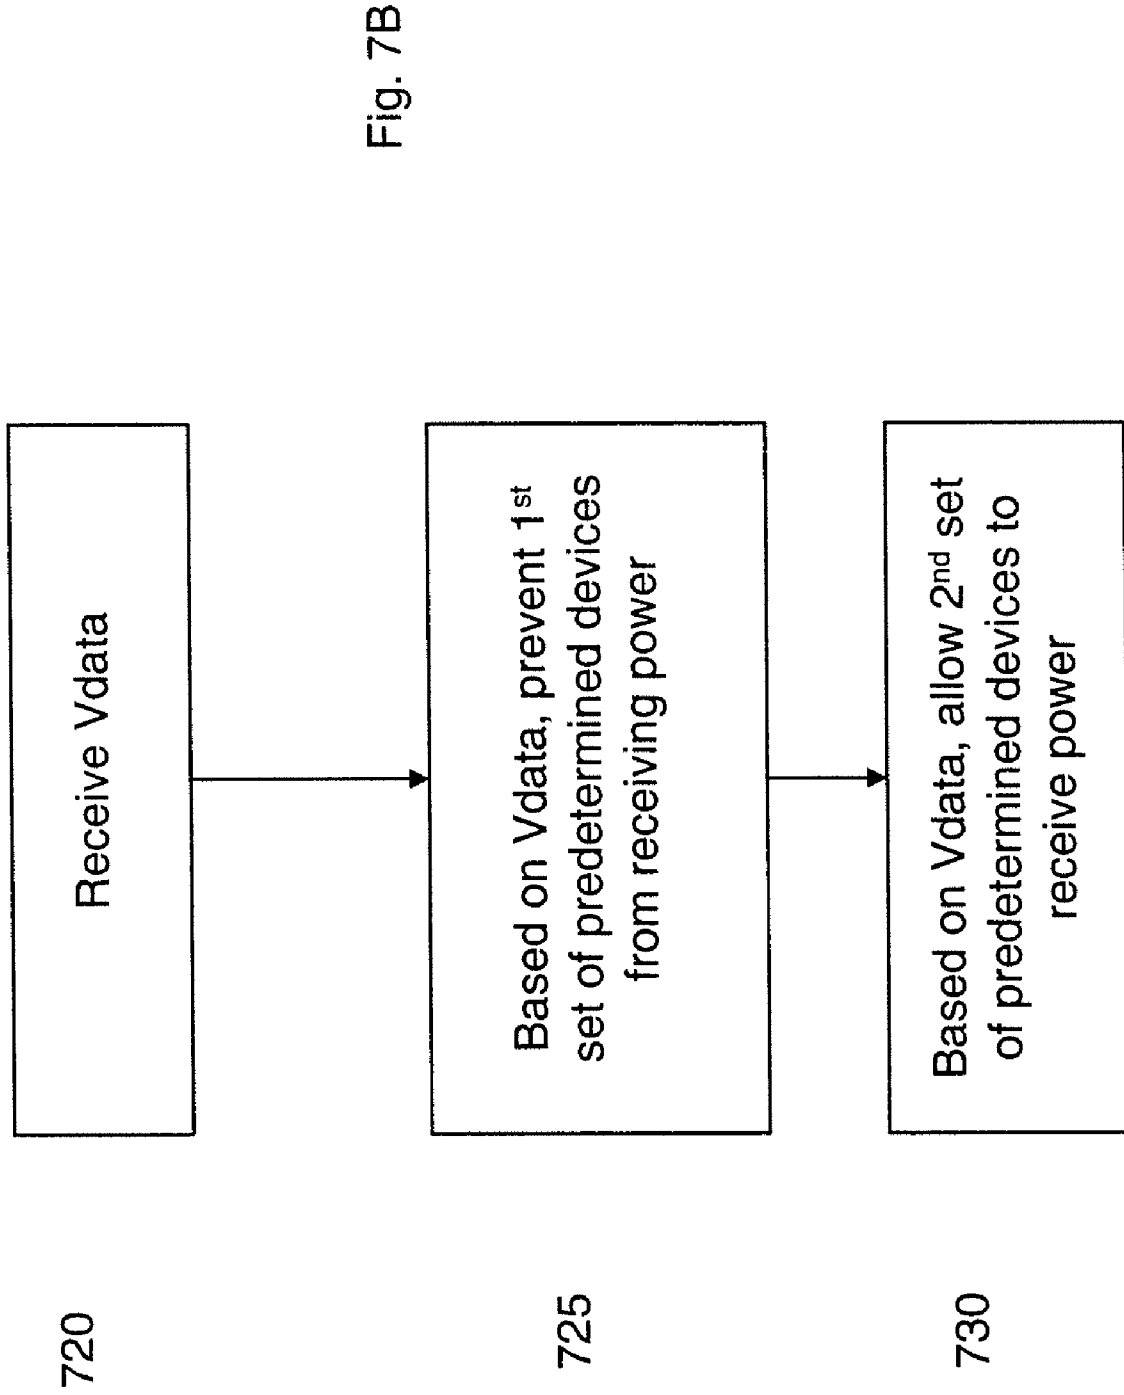 720
Receive Vdata
725
Based on Vdata, prevent 1st
set of predetermined devices
from receiving power
730
Based on Vdata, allow 2nd set
of predetermined devices to
receive power
Fig. 7B